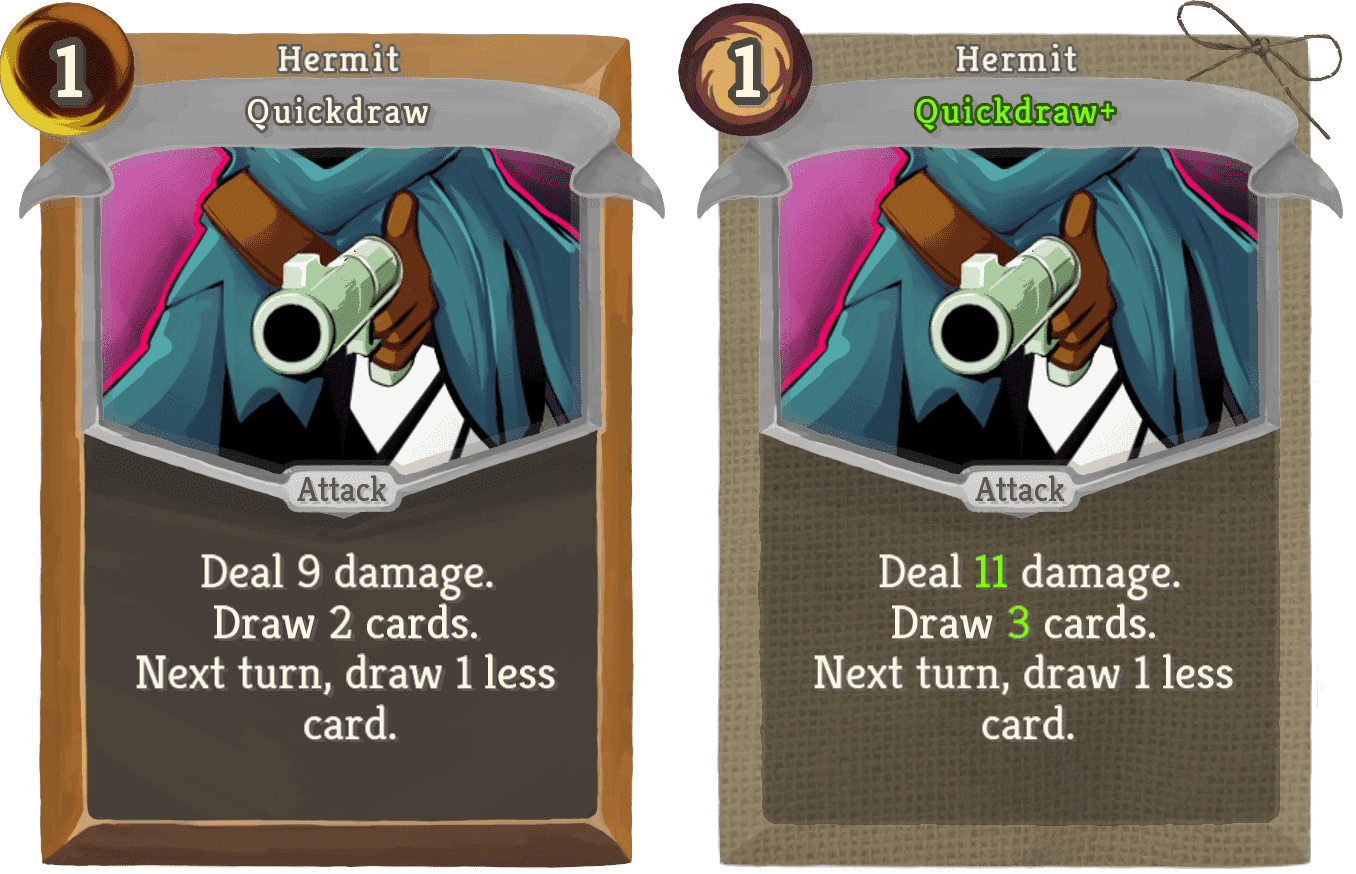 1
Hermit
Quickdraw
Attack
Deal 9 damage.
Draw 2 cards.
Next turn, draw 1 less
card.
1
Hermit
Quickdraw+
Attack
Deal 11 damage.
Draw 3 cards.
Next turn, draw 1 less
card.